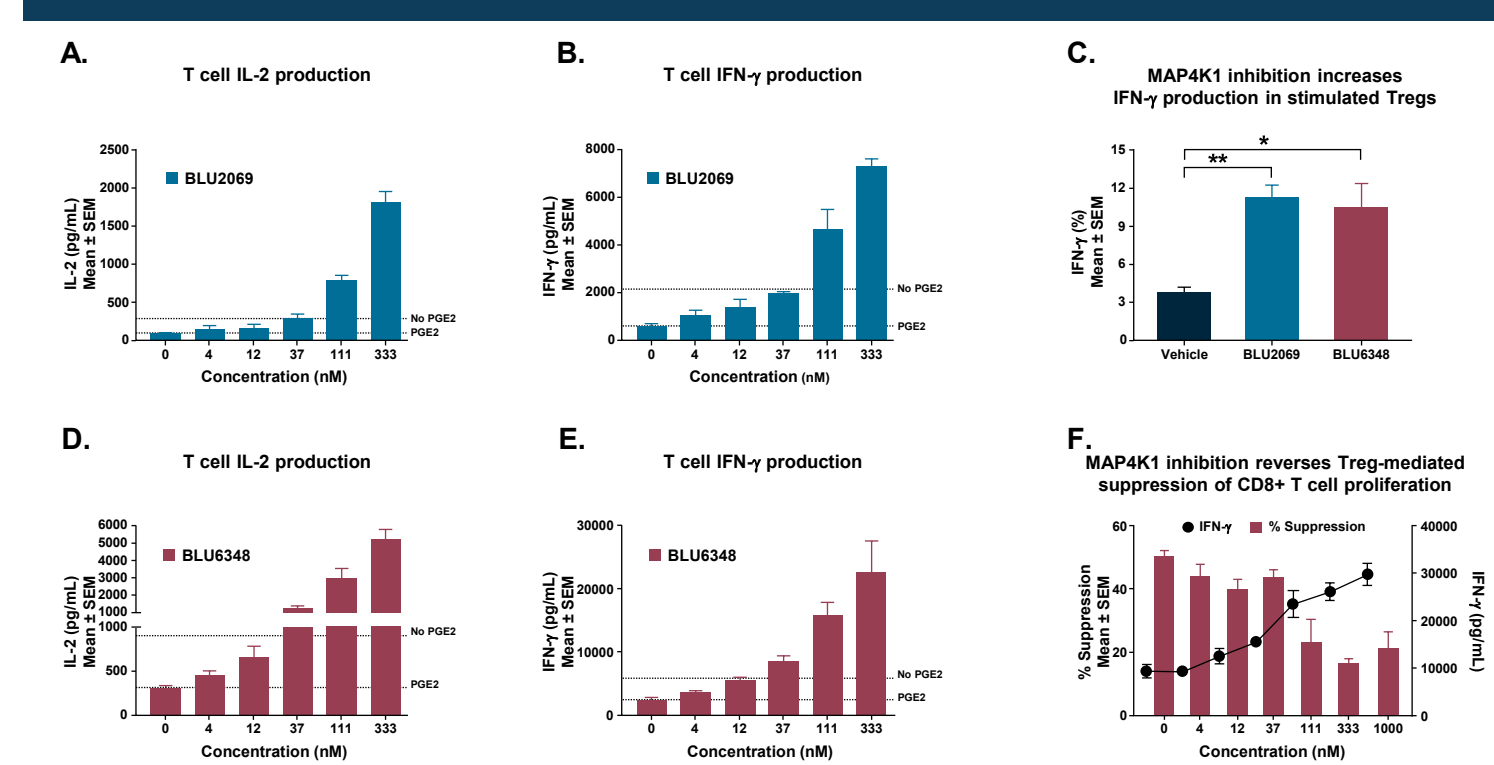 A.
T cell IL-2 production
2500
2000
1500
1000
500
0
IL-2 (pg/mL)
Mean ± SEM
BLU2069
No PGE2
PGE2
0 4 12 37 111 333
Concentration (nM)
B.
T cell IFN-γ production
8000
6000
4000
2000
0
IFN-γ (pg/mL)
Mean ± SEM
BLU2069
No PGE2
PGE2
0 4 12 37 111 333
Concentration (nM)
C.
MAP4K1 inhibition increases
IFN-γ production in stimulated Tregs
15
12
9
6
3
0
IFN-γ (%)
Mean ± SEM
*
**
Vehicle BLU2069 BLU6348
D.
T cell IL-2 production
6000
5000
4000
3000
2000
1000
1000
500
0
IL-2 (pg/mL)
Mean ± SEM
BLU6348
No PGE2
PGE2
0 4 12 37 111 333
Concentration (nM)
E.
T cell IFN-γ production
30000
20000
10000
0
IFN-γ (pg/mL)
Mean ± SEM
BLU6348
No PGE2
PGE2
0 4 12 37 111 333
Concentration (nM)
F.
MAP4K1 inhibition reverses Treg-mediated
suppression of CD8+ T cell proliferation
60
40
20
0
% Suppression
Mean ± SEM
IFN-γ % Suppression
40000
30000
20000
10000
0
IFN-γ (pg/mL)
0 4 12 37 111 333 1000
Concentration (nM)